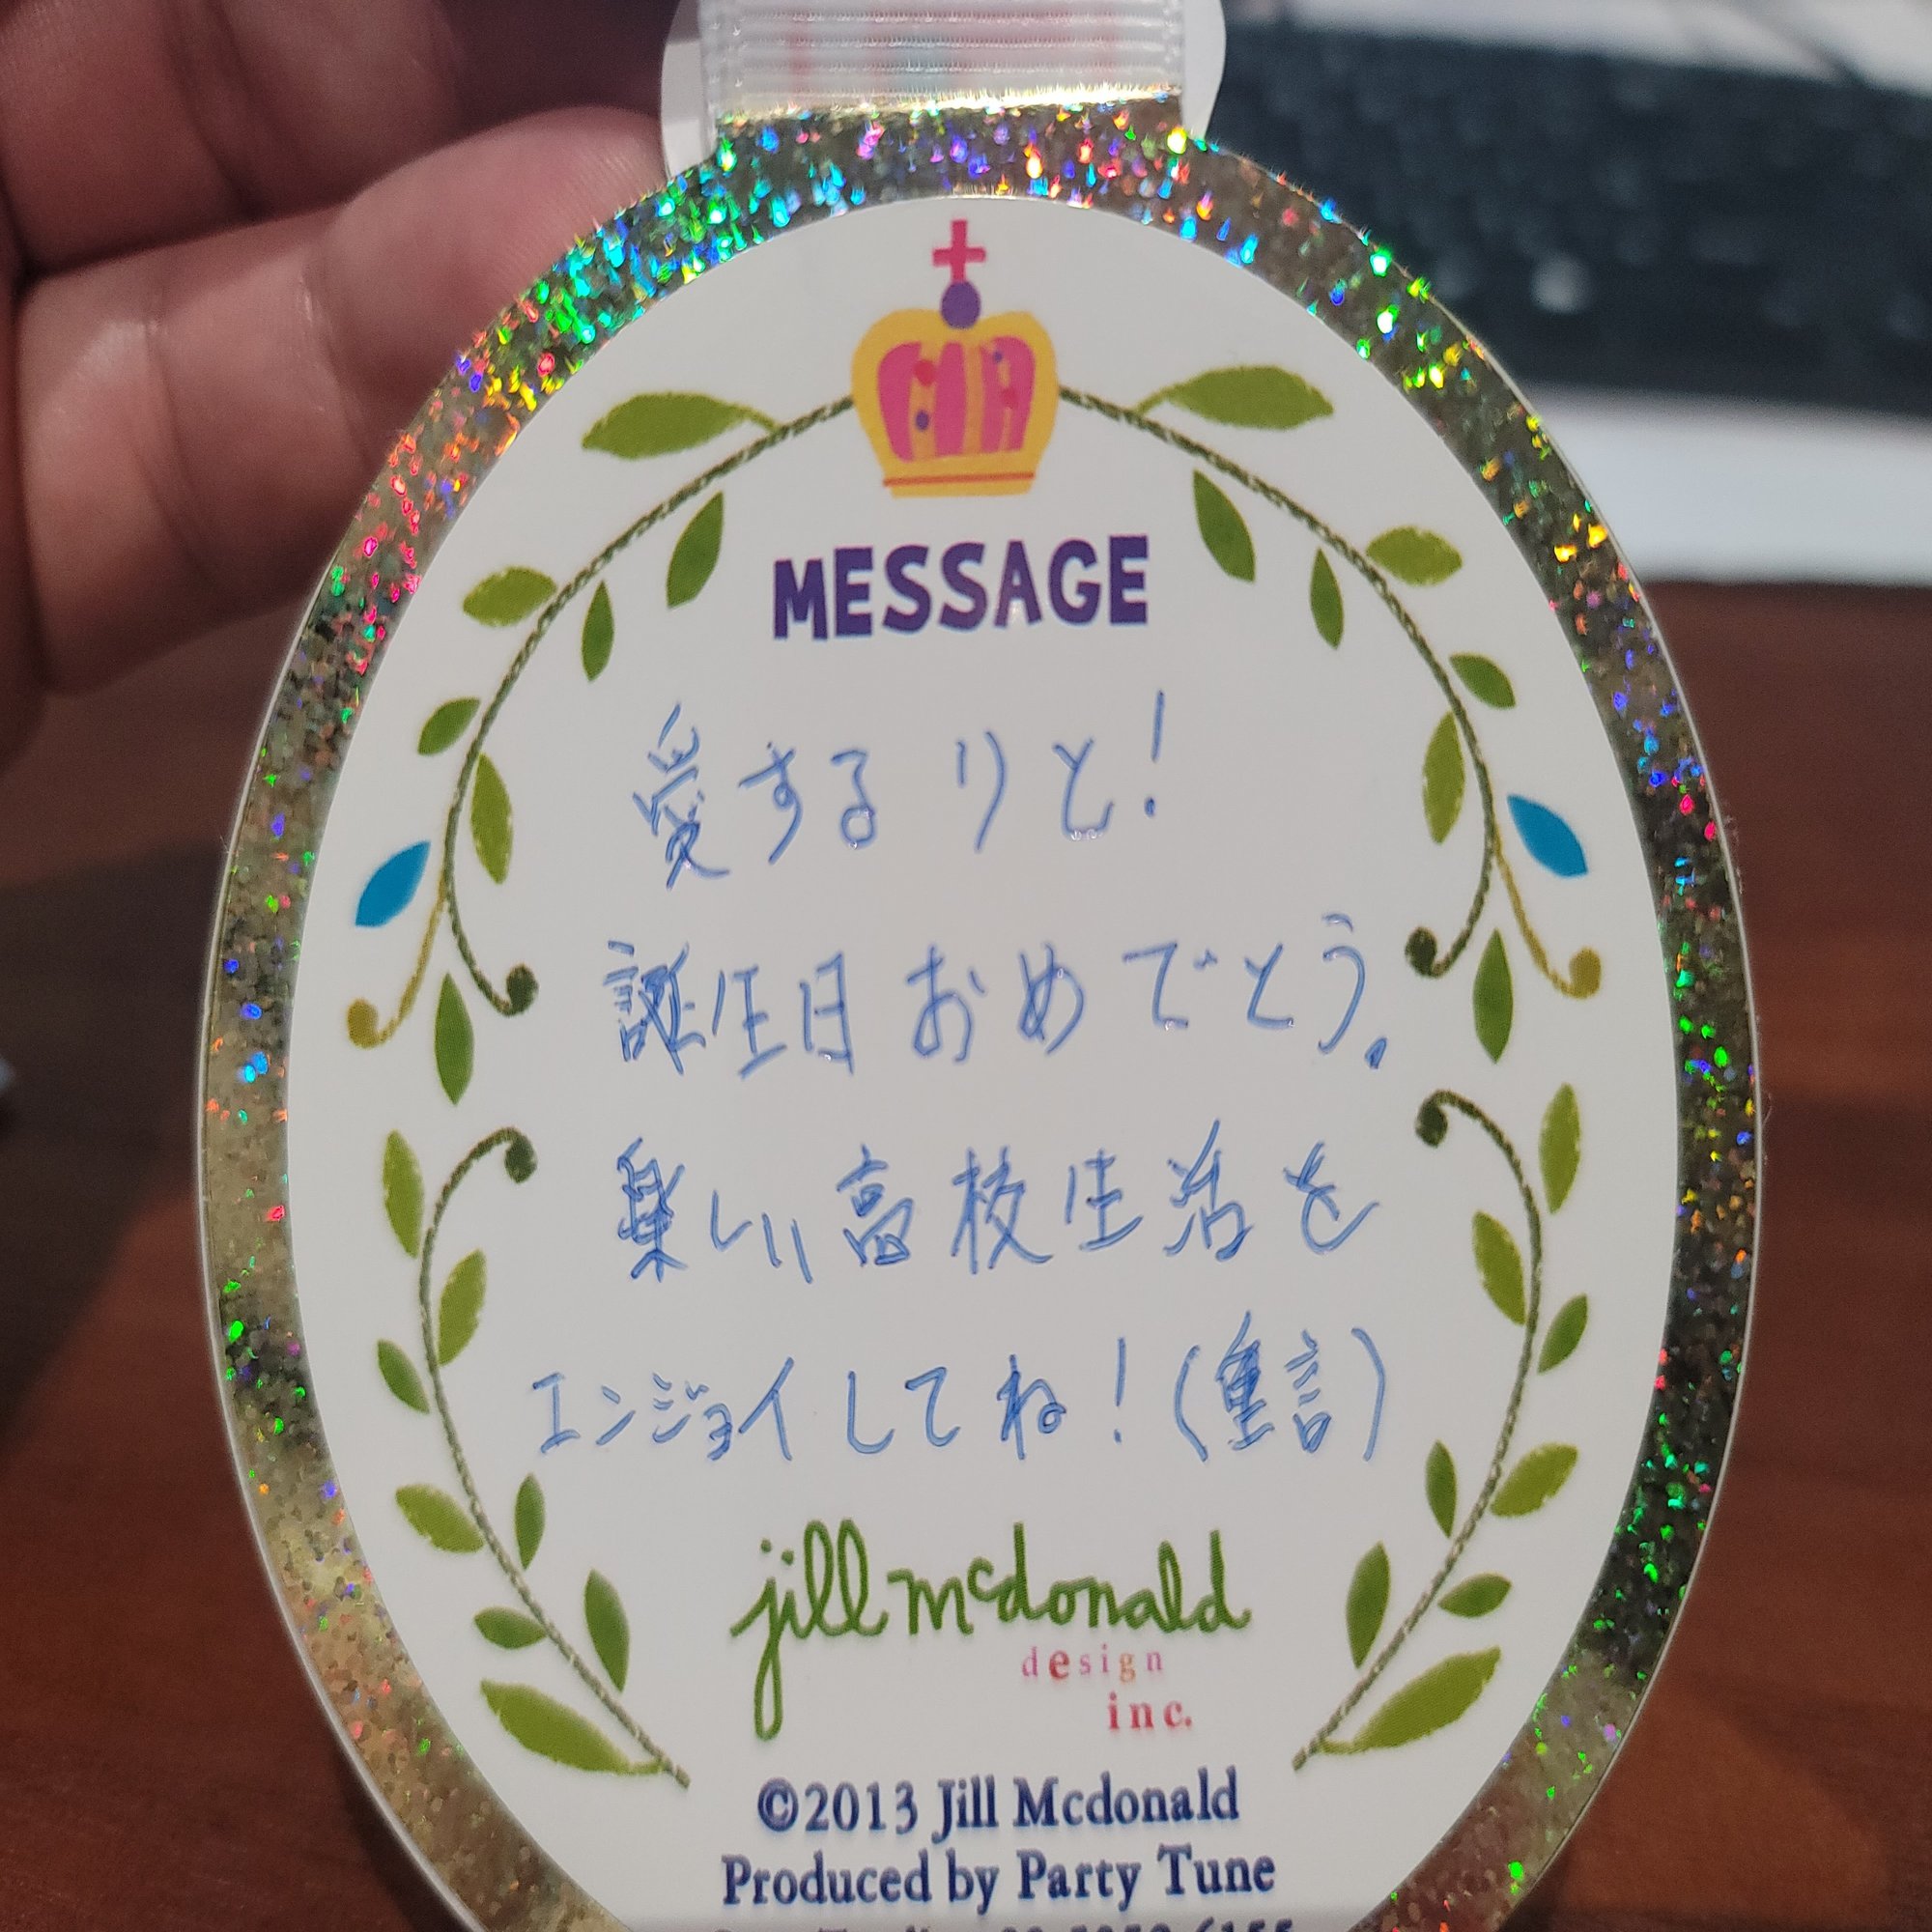 MESSAGE
愛するりと!
誕生日おめでとう.
楽しい高校生活を
エンジョイしてね!(重言)
jill mcdonald
design
inc.
©2013 Jill Mcdonald
Produced by Party Tune